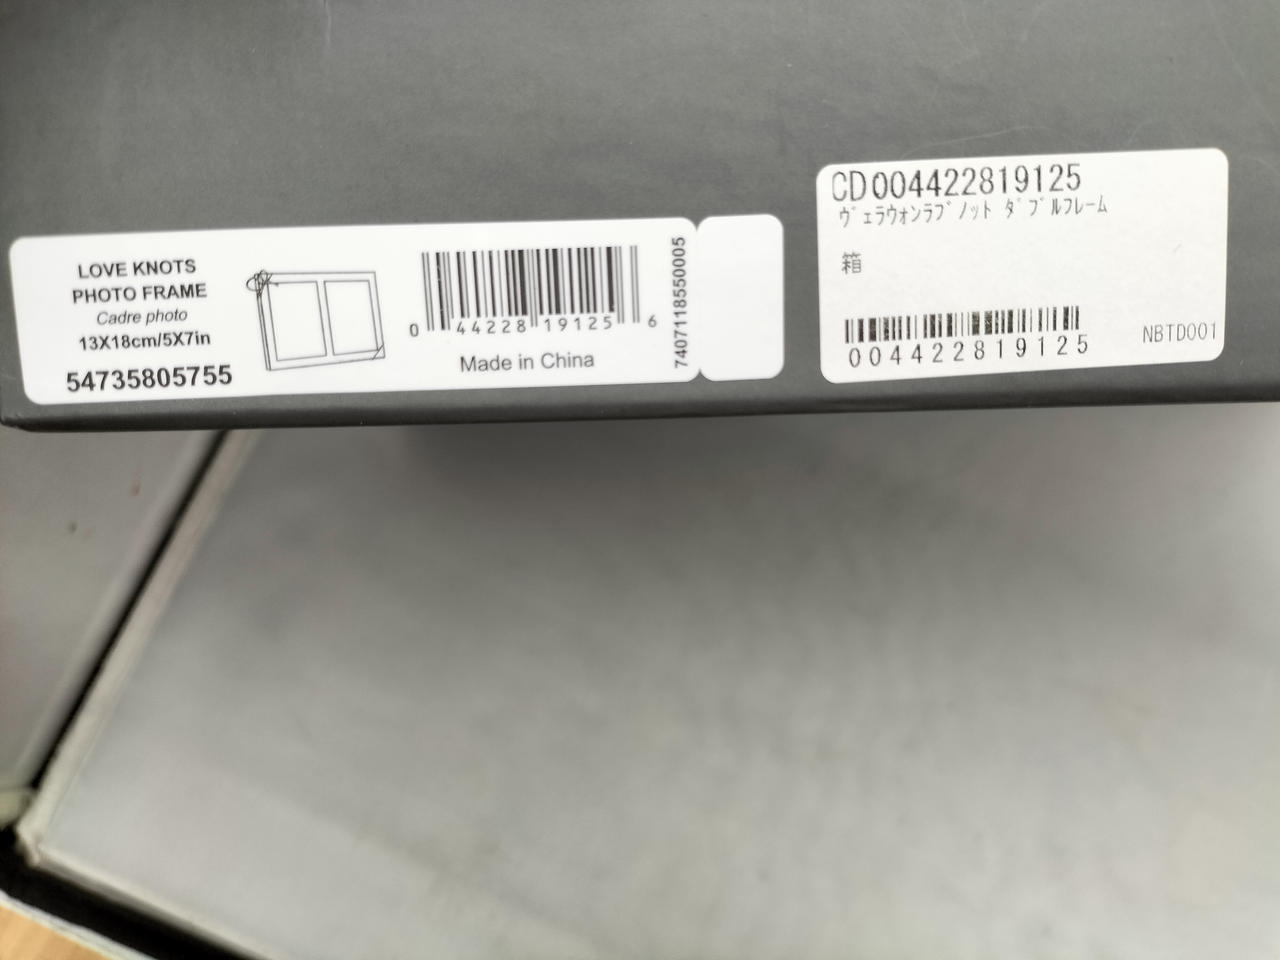 LOVE KNOTS
PHOTO FRAME
Cadre photo
13X18cm/5X7in
54735805755
0 44228 19125 6
Made in China
7407118550005
CD004422819125
ヴェラウォンラブノット ダブルフレーム
箱
004422819125
NBTD001